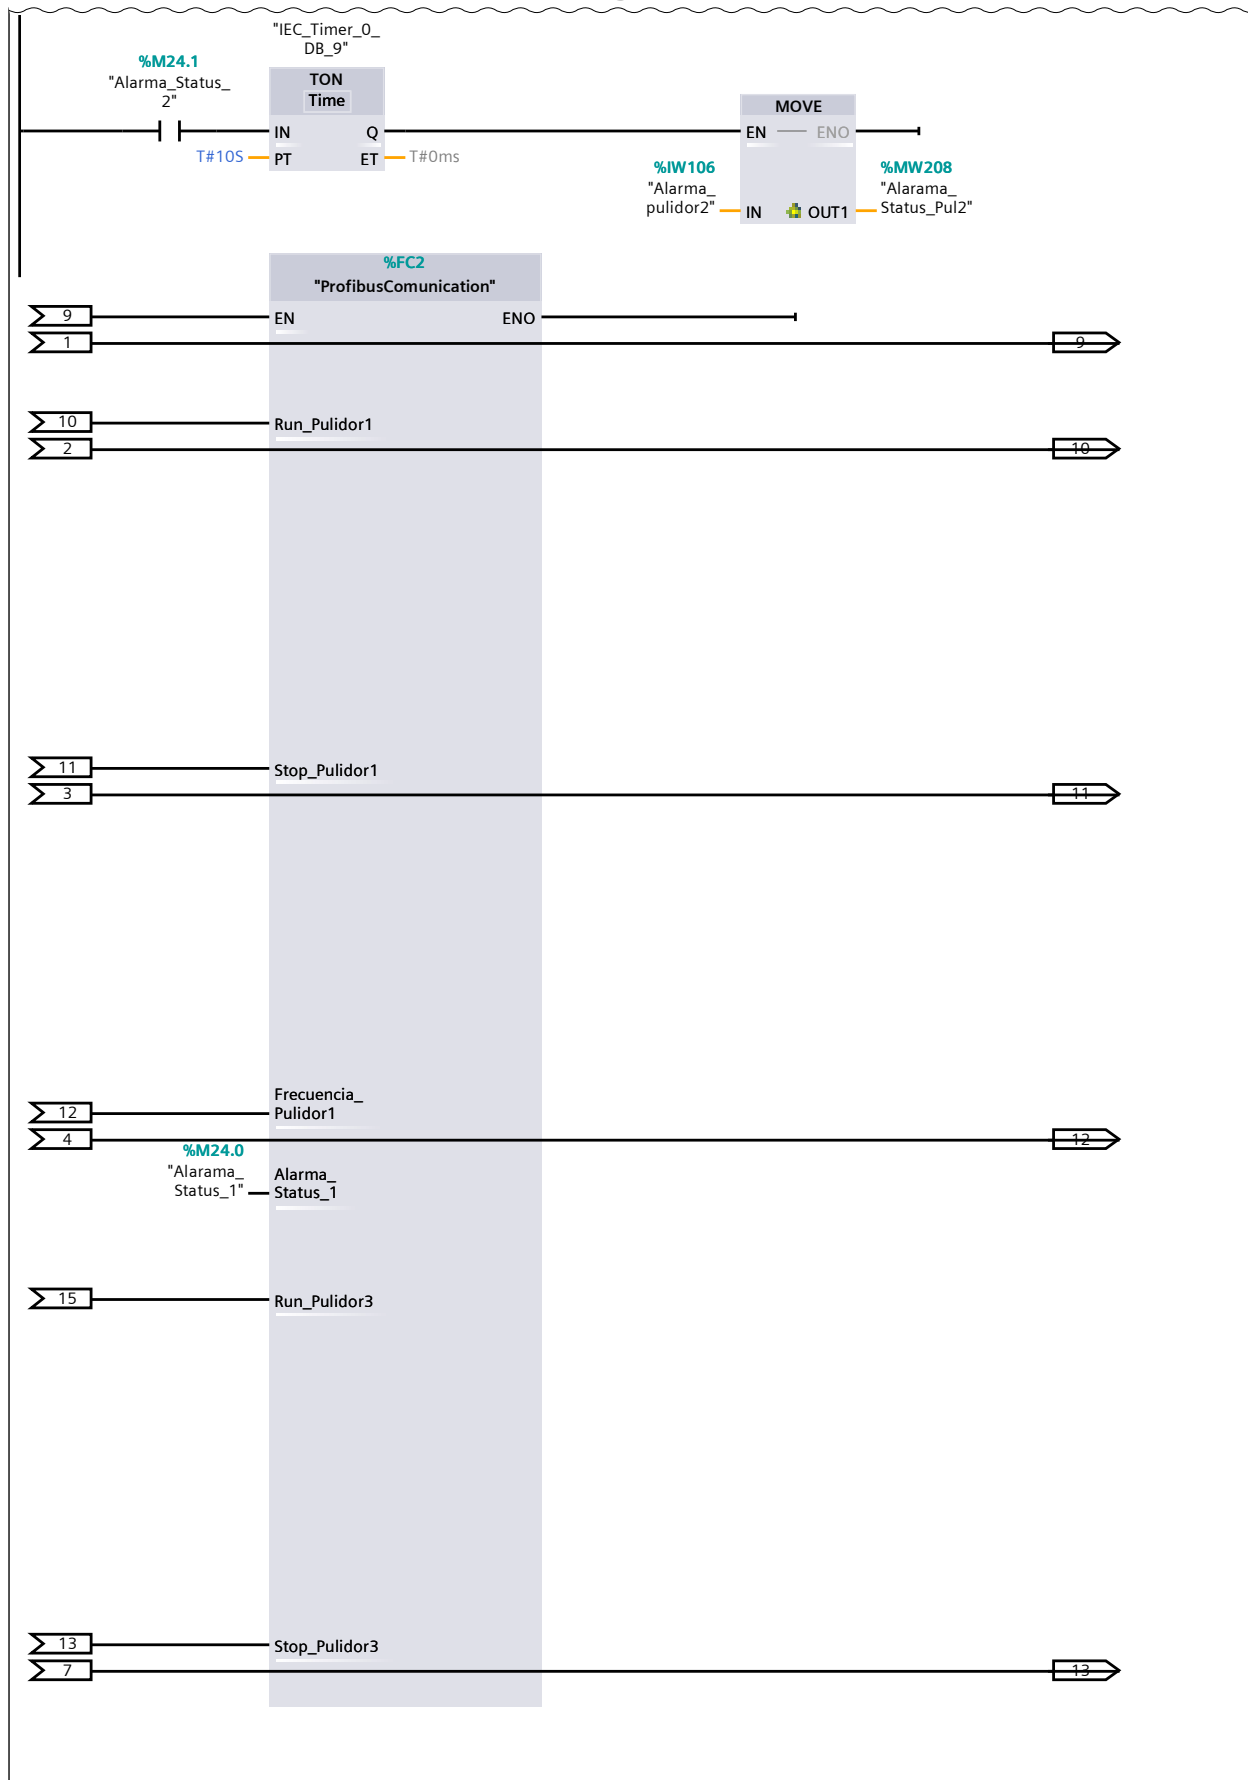 "IEC_Timer_0_
DB_9"
%M24.1
"Alarma_Status_
2"
TON
Time
IN Q
T#10S PT ET T#0ms
MOVE
EN ENO
%IW106
"Alarma_
pulidor2"
IN OUT1
%MW208
"Alarama_
Status_Pul2"
%FC2
"ProfibusComunication"
9 EN ENO
1 9
10 Run_Pulidor1
2 10
11 Stop_Pulidor1
3 11
Frecuencia_
12 Pulidor1
4 12
%M24.0
"Alarama_
Status_1"
Alarma_
Status_1
15 Run_Pulidor3
13 Stop_Pulidor3
7 13